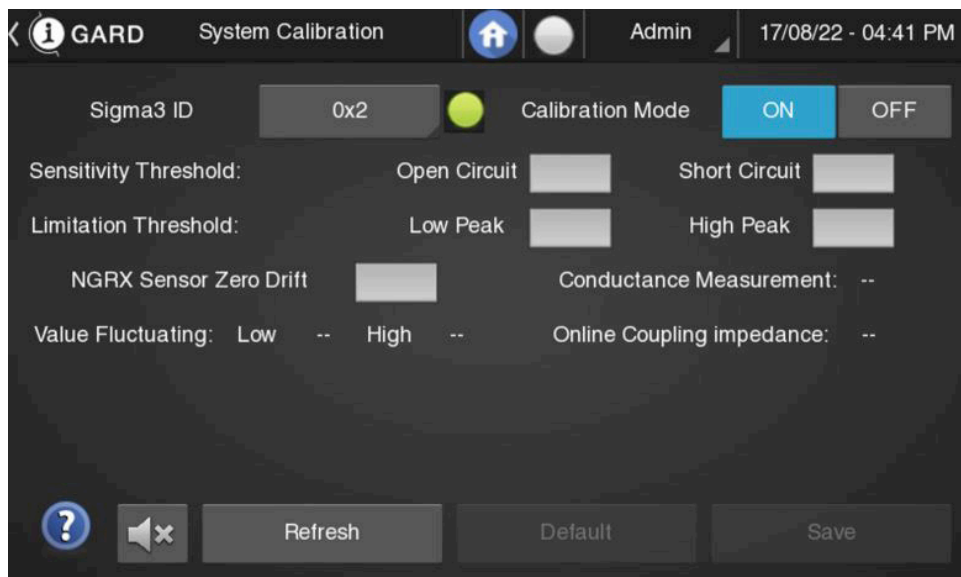 i GARD System Calibration Admin 17/08/22 - 04:41 PM
Sigma3 ID 0x2 Calibration Mode ON OFF
Sensitivity Threshold: Open Circuit Short Circuit
Limitation Threshold: Low Peak High Peak
NGRX Sensor Zero Drift Conductance Measurement: --
Value Fluctuating: Low -- High -- Online Coupling impedance: --
? Refresh Default Save